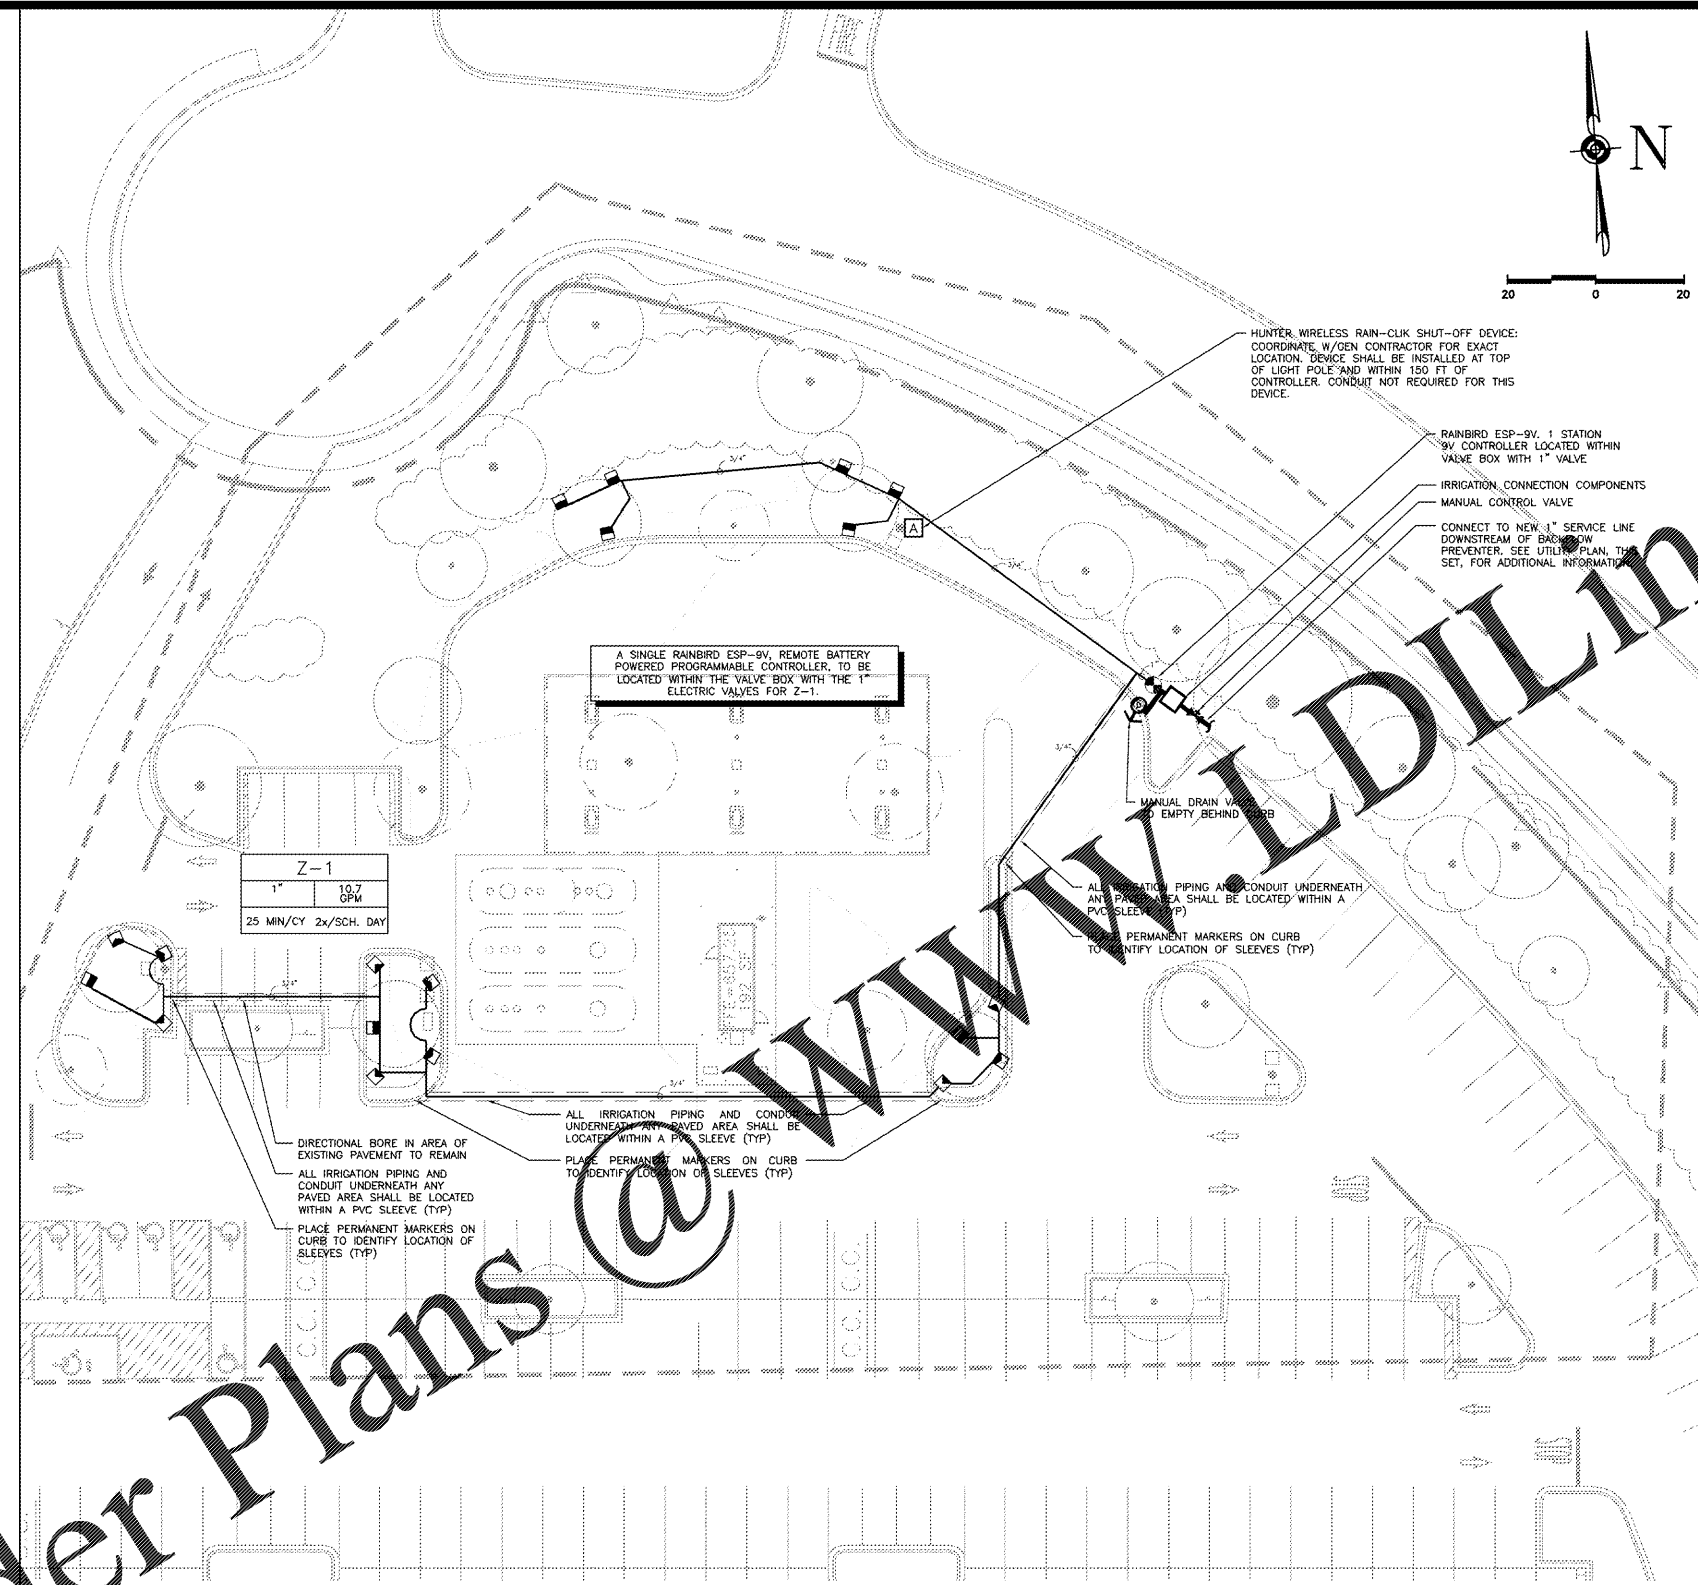 FIRE
N
20 0 20
HUNTER WIRELESS RAIN-CLIK SHUT-OFF DEVICE:
COORDINATE W/GEN CONTRACTOR FOR EXACT
LOCATION. DEVICE SHALL BE INSTALLED AT TOP
OF LIGHT POLE AND WITHIN 150 FT OF
CONTROLLER. CONDUIT NOT REQUIRED FOR THIS
DEVICE.
RAINBIRD ESP-9V. 1 STATION
9V CONTROLLER LOCATED WITHIN
VALVE BOX WITH 1" VALVE
IRRIGATION CONNECTION COMPONENTS
MANUAL CONTROL VALVE
CONNECT TO NEW 1" SERVICE LINE
DOWNSTREAM OF BACKFLOW
PREVENTER. SEE UTILITY PLAN, THIS
SET, FOR ADDITIONAL INFORMATION.
3/4"
A
3/4"
A SINGLE RAINBIRD ESP-9V, REMOTE BATTERY
POWERED PROGRAMMABLE CONTROLLER, TO BE
LOCATED WITHIN THE VALVE BOX WITH THE 1"
ELECTRIC VALVES FOR Z-1.
3/4"
MANUAL DRAIN VALVE
TO EMPTY BEHIND CURB
Z-1
1" 10.7 GPM
25 MIN/CY 2x/SCH. DAY
ALL IRRIGATION PIPING AND CONDUIT UNDERNEATH
ANY PAVED AREA SHALL BE LOCATED WITHIN A
PVC SLEEVE (TYP)
PLACE PERMANENT MARKERS ON CURB
TO IDENTIFY LOCATION OF SLEEVES (TYP)
3/4"
3/4"
ALL IRRIGATION PIPING AND CONDUIT
UNDERNEATH ANY PAVED AREA SHALL BE
LOCATED WITHIN A PVC SLEEVE (TYP)
PLACE PERMANENT MARKERS ON CURB
TO IDENTIFY LOCATION OF SLEEVES (TYP)
DIRECTIONAL BORE IN AREA OF
EXISTING PAVEMENT TO REMAIN
ALL IRRIGATION PIPING AND
CONDUIT UNDERNEATH ANY
PAVED AREA SHALL BE LOCATED
WITHIN A PVC SLEEVE (TYP)
PLACE PERMANENT MARKERS ON
CURB TO IDENTIFY LOCATION OF
SLEEVES (TYP)
C.C.
C.C.
C.C.
C.C.
der Plans @ www.LDILin